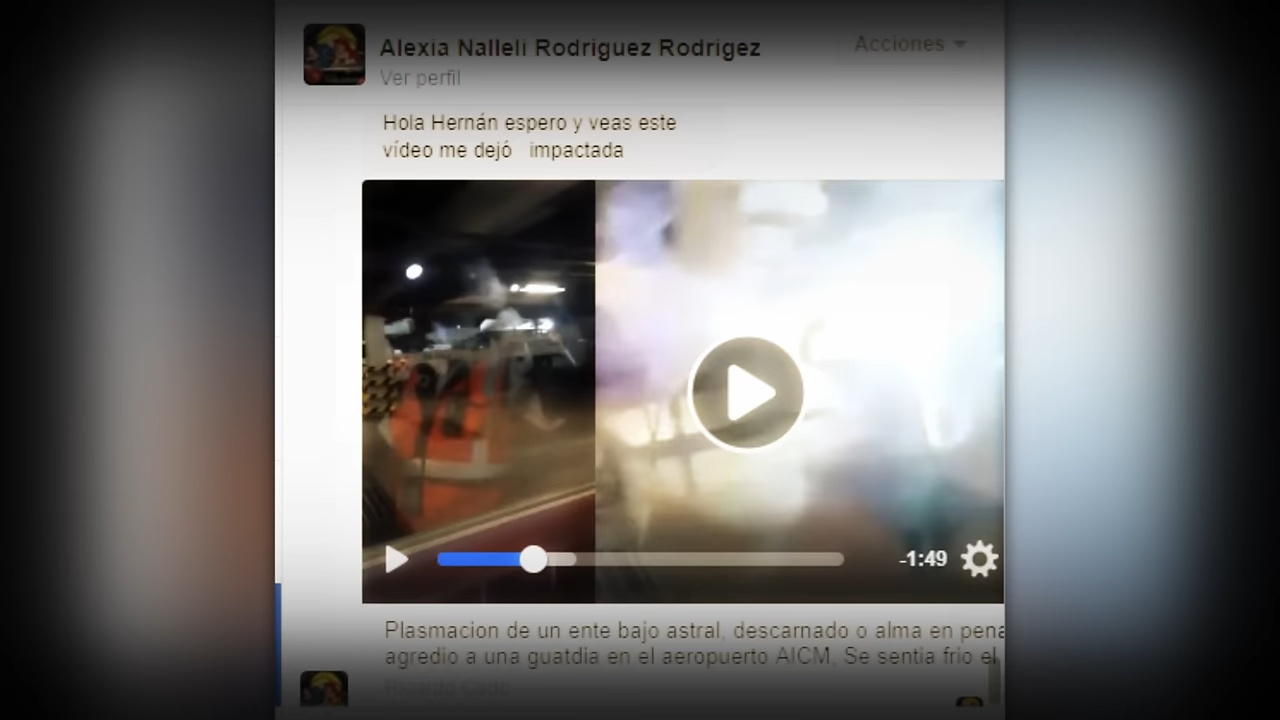 Alexia Nalleli Rodriguez Rodrigez
Acciones
Ver perfil
Hola Hernán espero y veas este
vídeo me dejó impactada
-1:49
Plasmacion de un ente bajo astral, descarnado o alma en pena
agredio a una guatdia en el aeropuerto AICM, Se sentia frio el